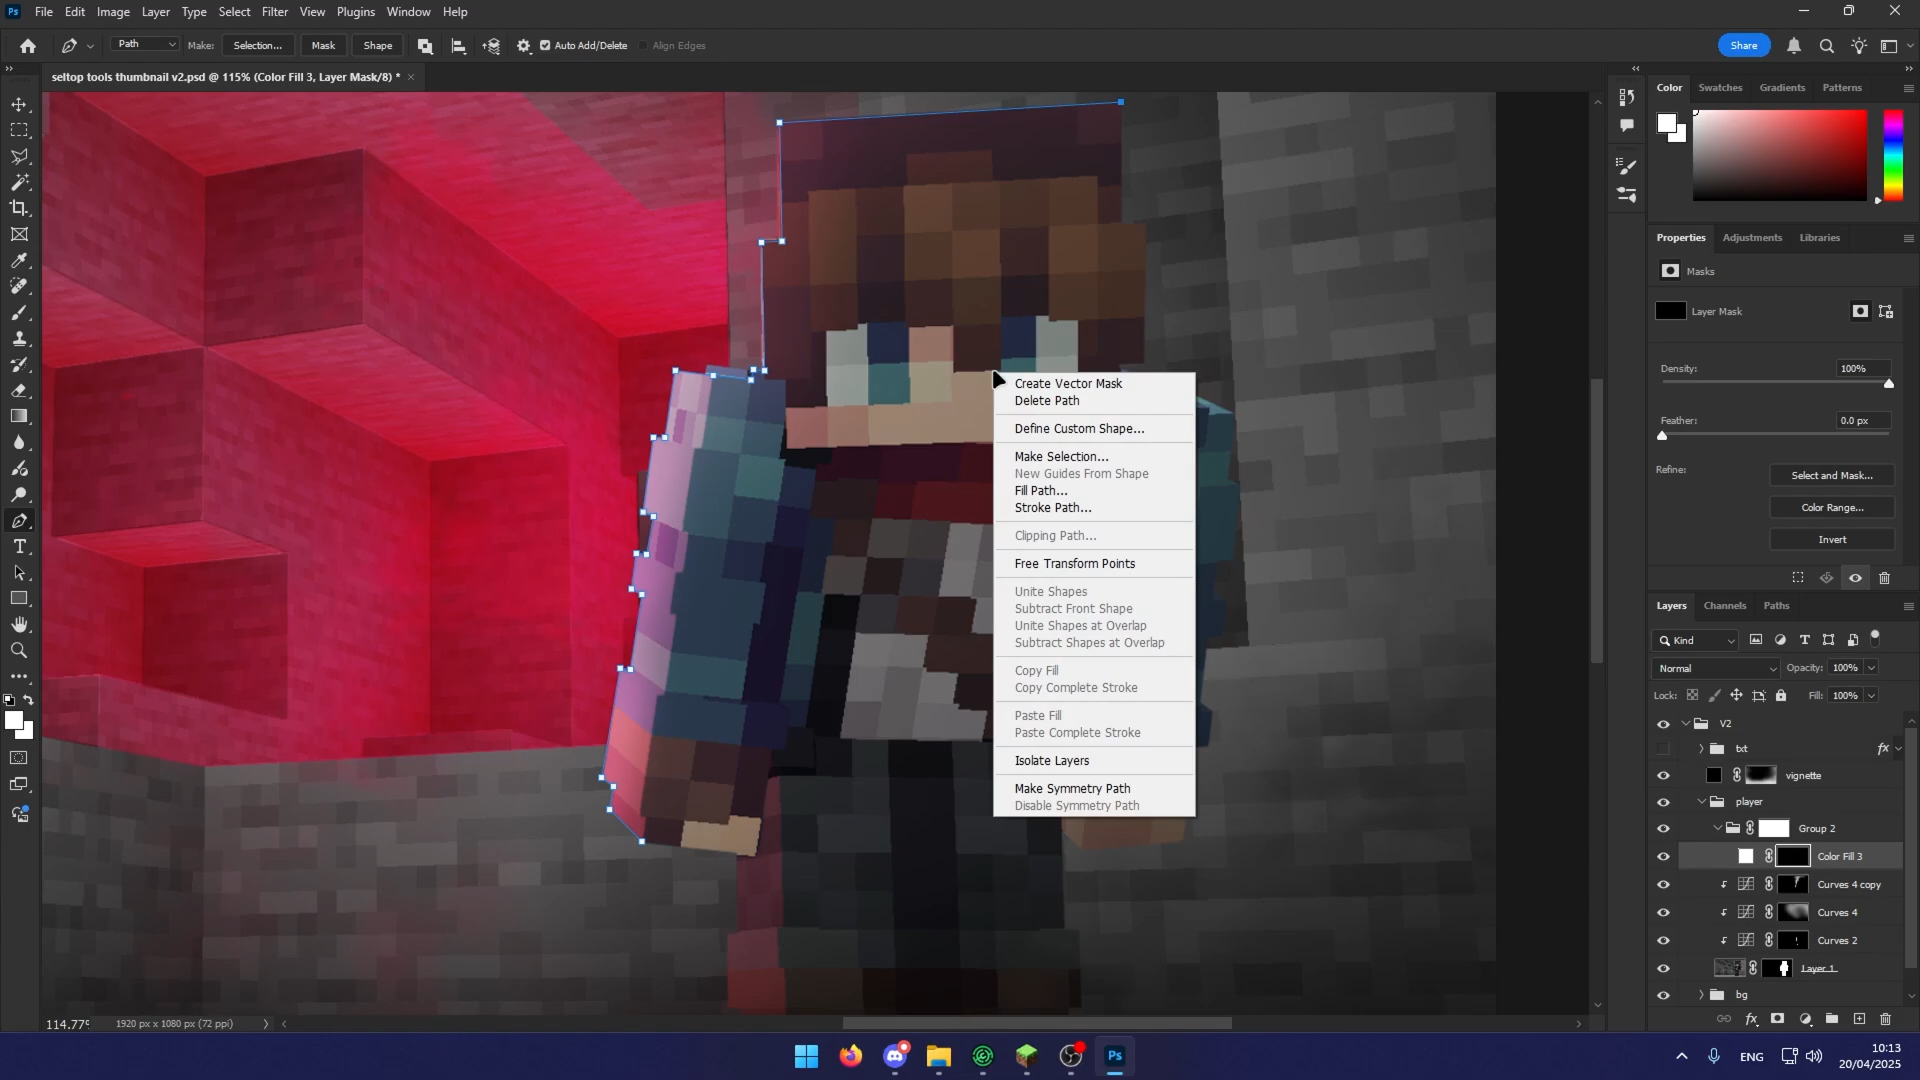 Ps File Edit Image Layer Type Select Filter View Plugins Window Help
Path Make: Selection... Mask Shape Auto Add/Delete Align Edges Share
seltop tools thumbnail v2.psd @ 115% (Color Fill 3, Layer Mask/8) *
Color Swatches Gradients Patterns
Properties Adjustments Libraries
Masks
Layer Mask
Density: 100%
Feather: 0.0 px
Refine: Select and Mask...
Color Range...
Invert
Layers Channels Paths
Kind
Normal Opacity: 100%
Lock: Fill: 100%
V2
txt fx
vignette
player
Group 2
Color Fill 3
Curves 4 copy
Curves 4
Curves 2
Layer 1
bg
fx
Create Vector Mask
Delete Path
Define Custom Shape...
Make Selection...
New Guides From Shape
Fill Path...
Stroke Path...
Clipping Path...
Free Transform Points
Unite Shapes
Subtract Front Shape
Unite Shapes at Overlap
Subtract Shapes at Overlap
Copy Fill
Copy Complete Stroke
Paste Fill
Paste Complete Stroke
Isolate Layers
Make Symmetry Path
Disable Symmetry Path
1920 px x 1080 px (72 ppi)
Ps
ENG
10:13
20/04/2025